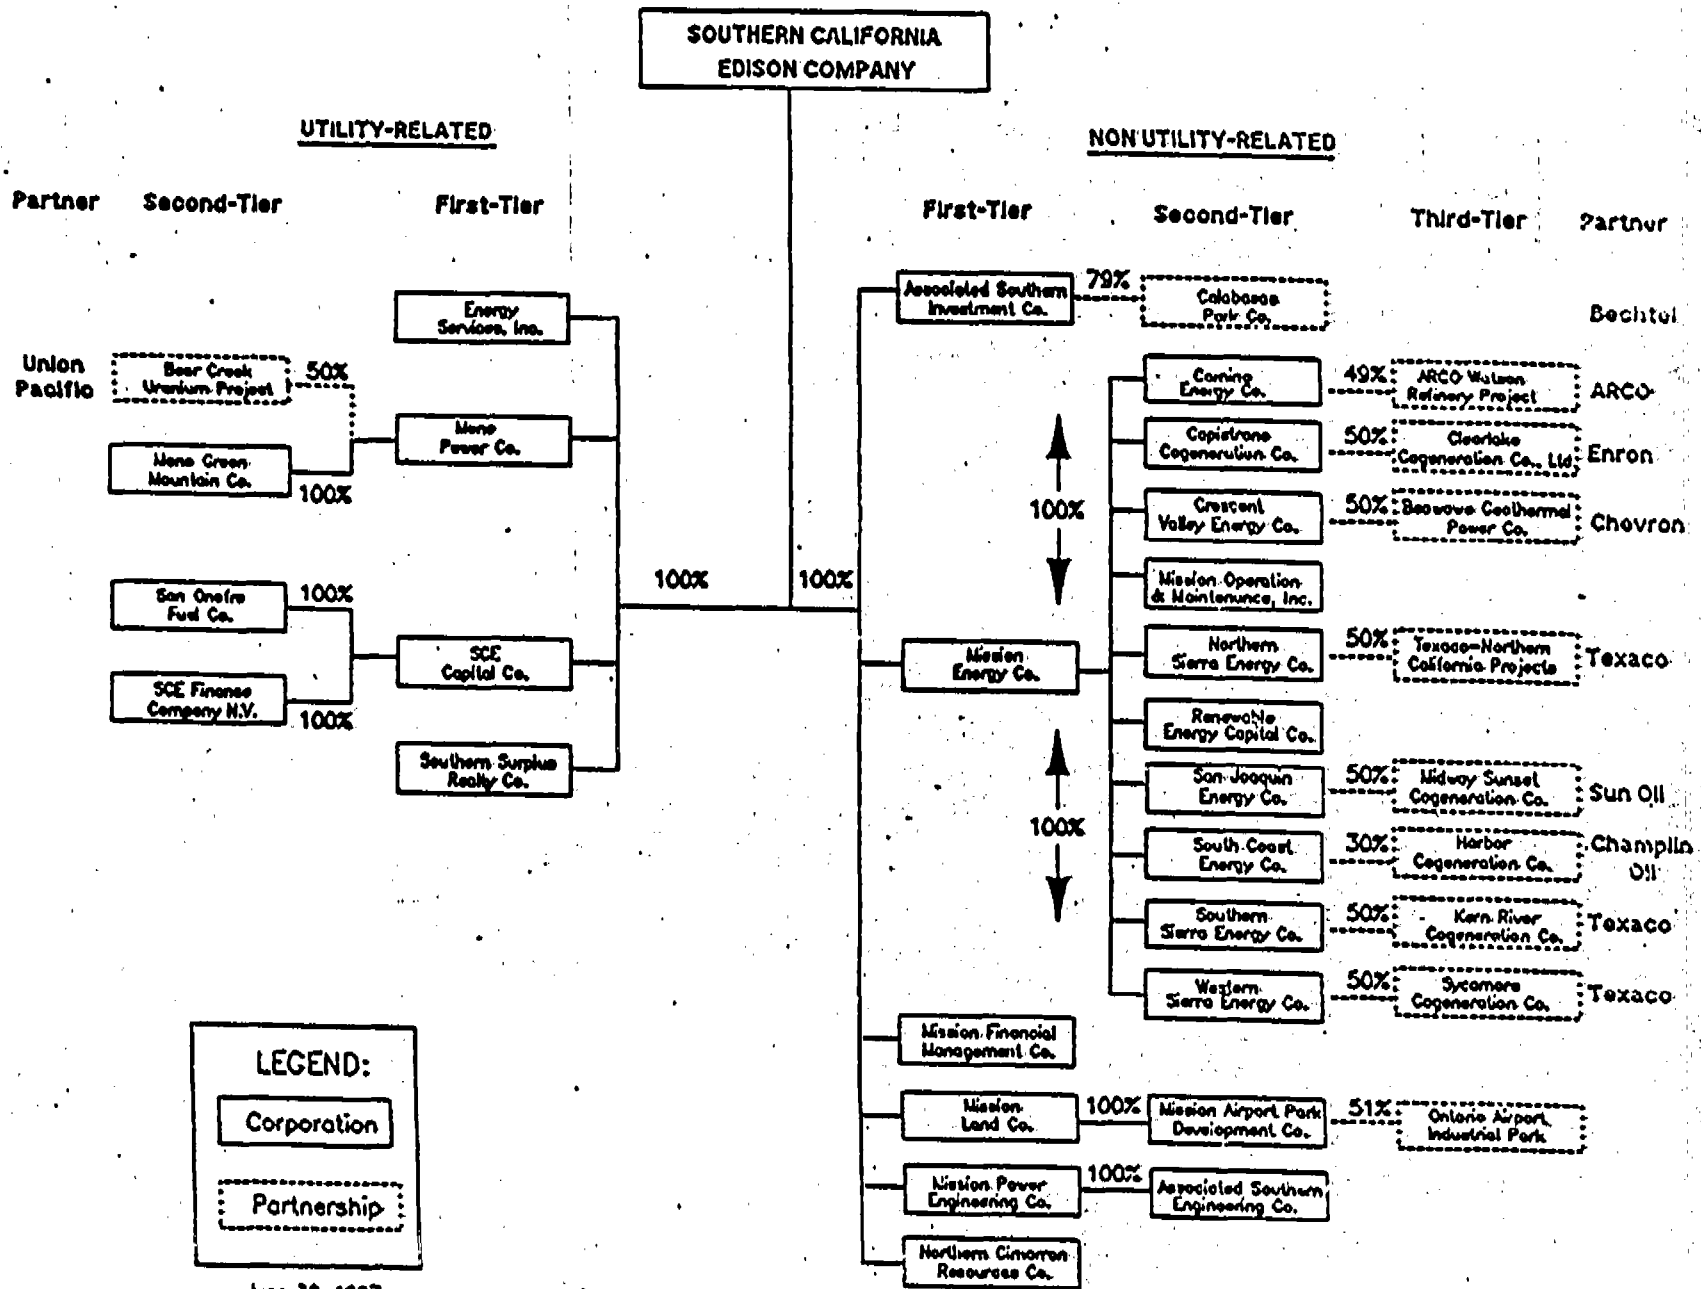 SOUTHERN CALIFORNIA
EDISON COMPANY
UTILITY-RELATED
NON UTILITY-RELATED
Partner
Second-Tier
First-Tier
First-Tier
Second-Tier
Third-Tier
Partner
Energy
Services, Inc.
Union
Pacific
Bear Creek
Uranium Project
50%
Mono
Power Co.
Mono Green
Mountain Co.
100%
San Onofre
Fuel Co.
100%
SCE
Capital Co.
SCE Finance
Company N.V.
100%
Southern Surplus
Realty Co.
100%
100%
Associated Southern
Investment Co.
79%
Calabasas
Park Co.
Bechtel
100%
Mission
Energy Co.
100%
Coming
Energy Co.
49%
ARCO Watson
Refinery Project
ARCO
Capistrano
Cogeneration Co.
50%
Clearlake
Cogeneration Co., Ltd
Enron
Crescent
Valley Energy Co.
50%
Beowawe Geothermal
Power Co.
Chevron
Mission Operation
& Maintenance, Inc.
Northern
Sierra Energy Co.
50%
Texaco-Northern
California Projects
Texaco
Renewable
Energy Capital Co.
San Joaquin
Energy Co.
50%
Midway Sunset
Cogeneration Co.
Sun Oil
South Coast
Energy Co.
30%
Harbor
Cogeneration Co.
Champlin
Oil
Southern
Sierra Energy Co.
50%
Kern River
Cogeneration Co.
Texaco
Western
Sierra Energy Co.
50%
Sycamore
Cogeneration Co.
Texaco
Mission Financial
Management Co.
Mission
Land Co.
100%
Mission Airport Park
Development Co.
51%
Ontario Airport
Industrial Park
Mission Power
Engineering Co.
100%
Associated Southern
Engineering Co.
Northern Cimarron
Resources Co.
LEGEND:
Corporation
Partnership